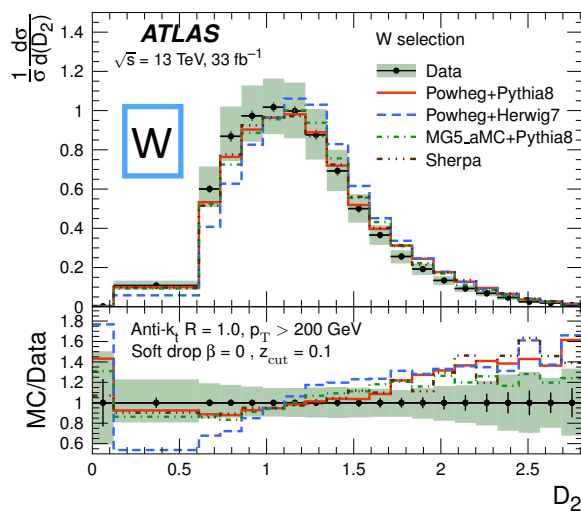 ATLAS
√s = 13 TeV, 33 fb⁻¹
W selection
Data
Powheg+Pythia8
Powheg+Herwig7
MG5_aMC+Pythia8
Sherpa
W
1/σ dσ/d(D₂)
1.4
1.2
1
0.8
0.6
0.4
0.2
0
Anti-kₜ R = 1.0, p_T > 200 GeV
Soft drop β = 0 , z_cut = 0.1
MC/Data
1.8
1.6
1.4
1.2
1
0.8
0.6
0 0.5 1 1.5 2 2.5
D₂